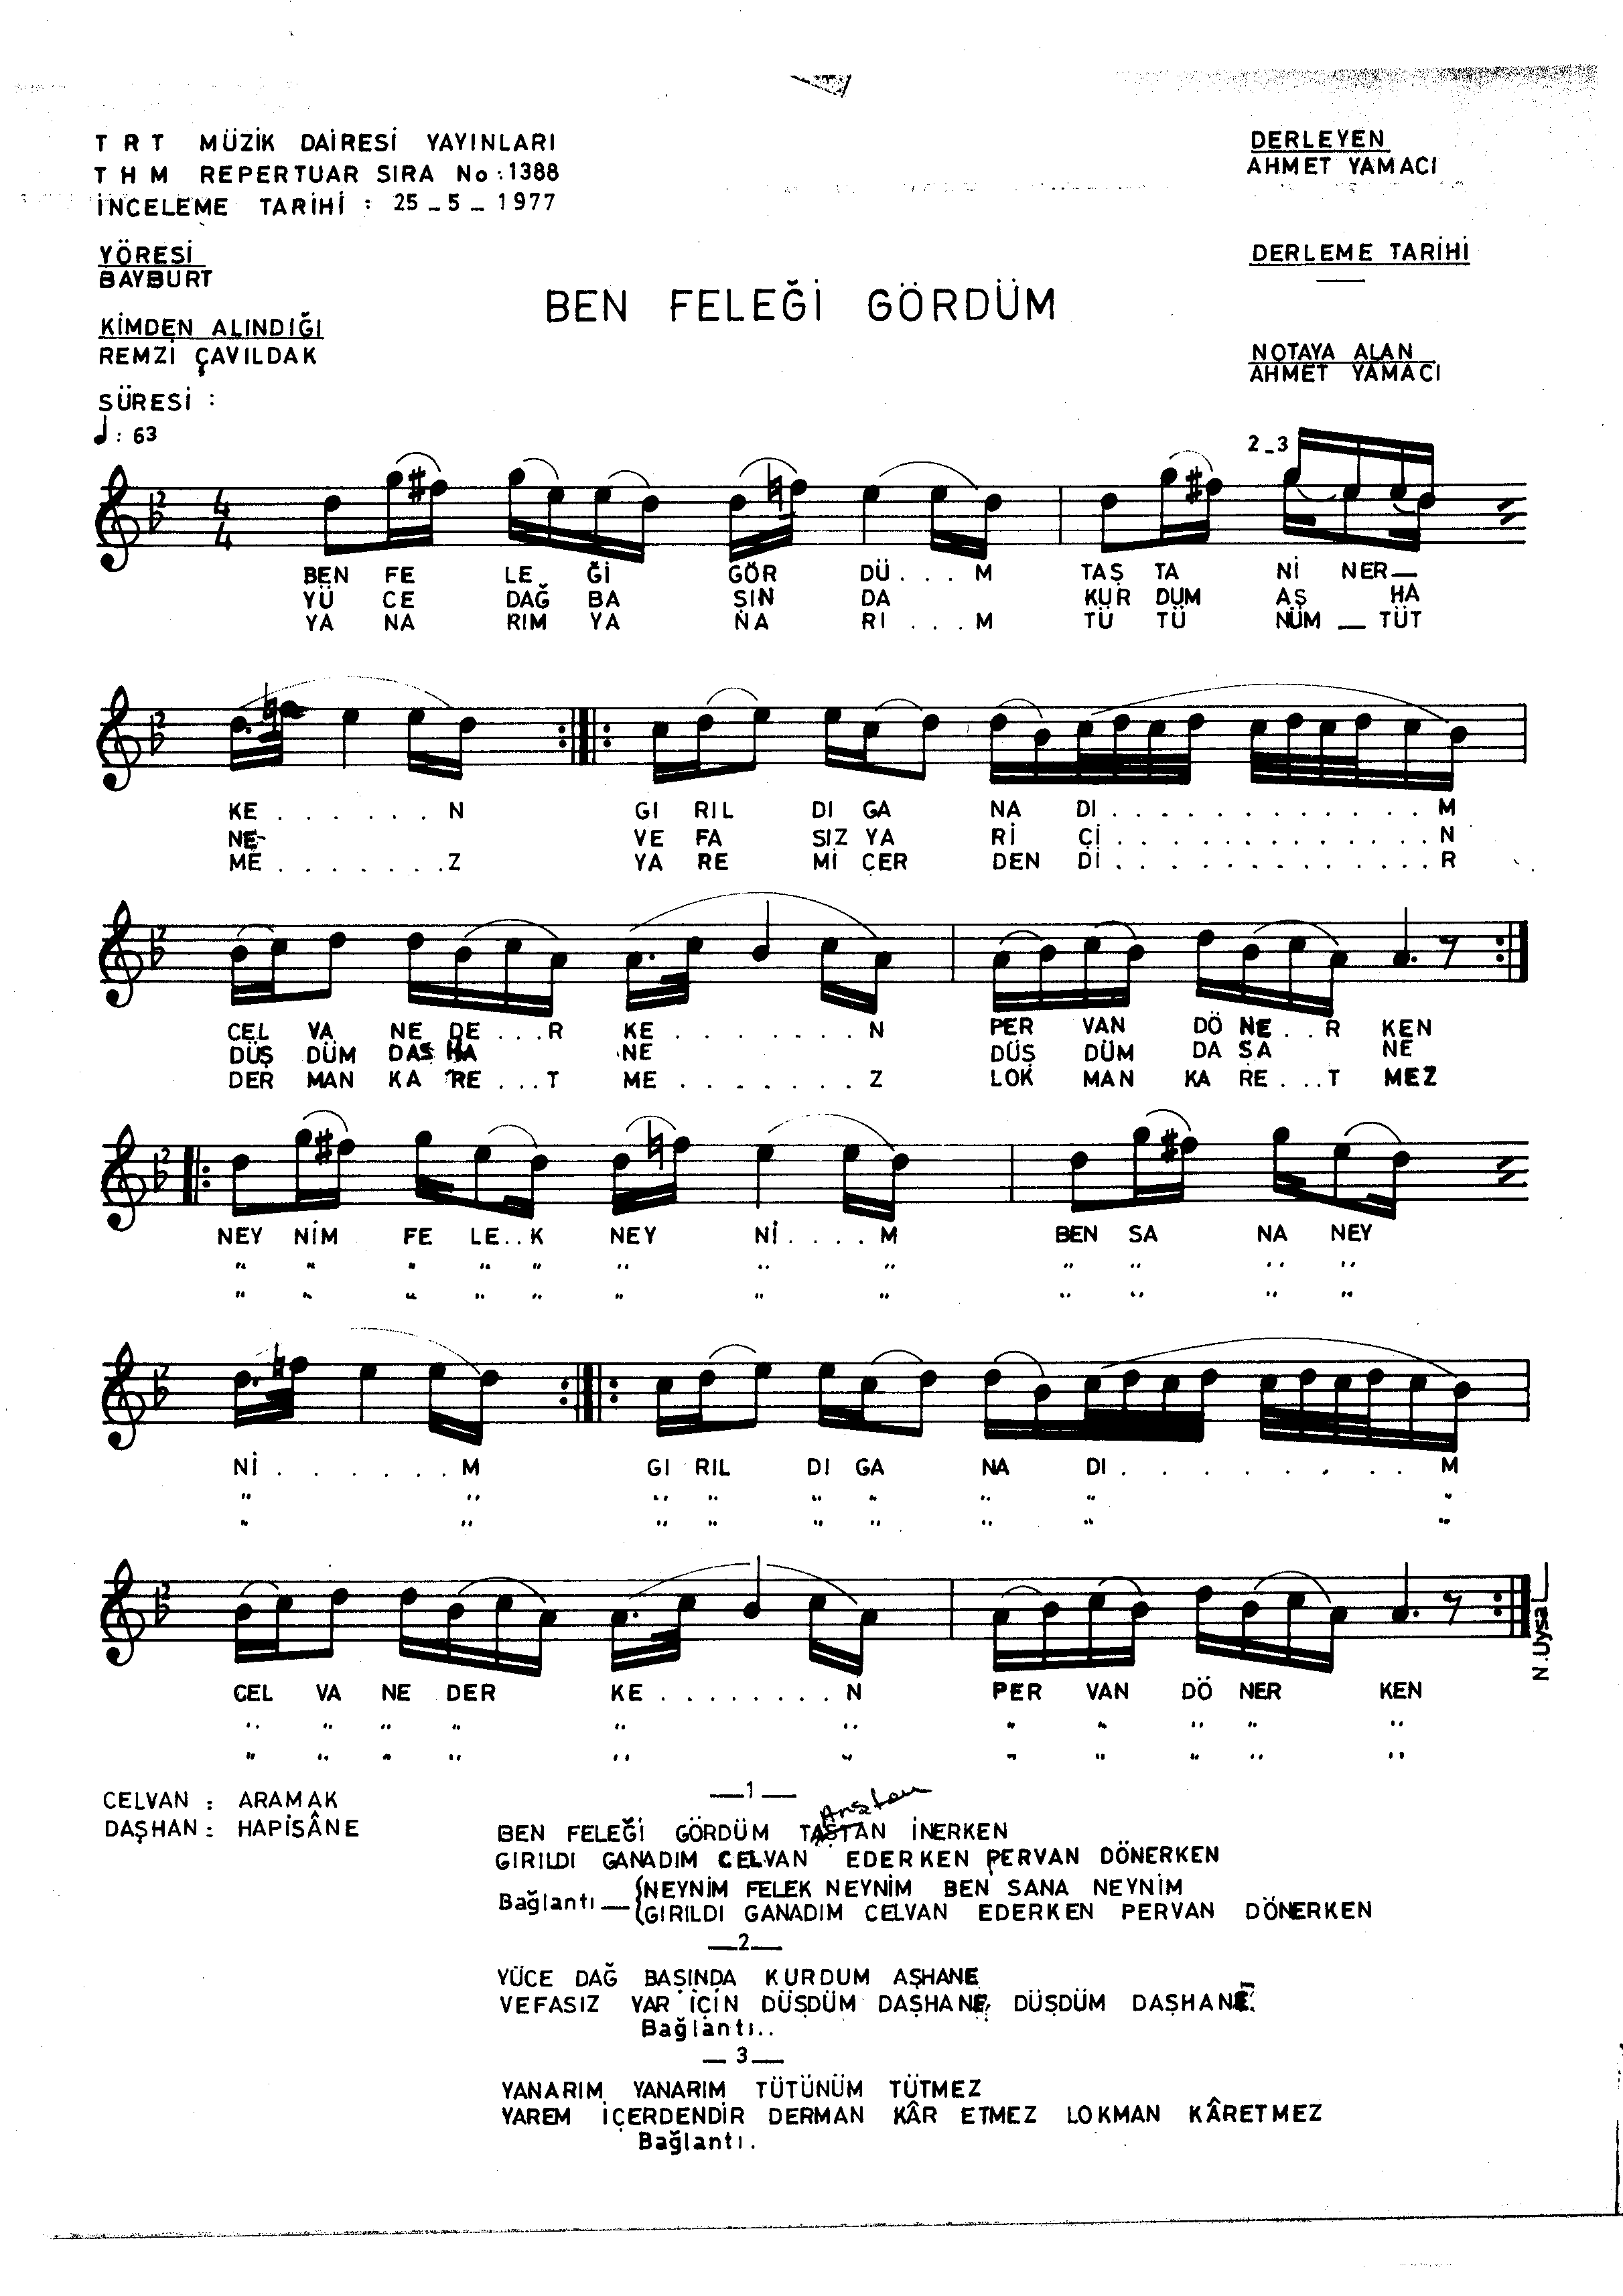 TRT MÜZİK DAİRESİ YAYINLARI
THM REPERTUAR SIRA No: 1388
İNCELEME TARİHİ : 25_5_1977
YÖRESİ
BAYBURT
KİMDEN ALINDIĞI
REMZİ ÇAVILDAK
SÜRESİ :
♩: 63
BEN FELEĞİ GÖRDÜM
DERLEYEN
AHMET YAMACI
DERLEME TARİHİ
NOTAYA ALAN
AHMET YAMACI
2_3
4
4
BEN FE LE Ğİ GÖR DÜ . . . M TAŞ TA Nİ NER_
YÜ CE DAĞ BA ŞIN DA KUR DUM AŞ HA
YA NA RIM YA NA RI . . . M TÜ TÜ NÜM _ TÜT
KE . . . . . . N GI RIL DI GA NA DI . . . . . . . . . . . . . M
NE- VE FA SIZ YA Rİ Çİ . . . . . . . . . . . . . N
ME . . . . . . . Z YA RE Mİ ÇER DEN Dİ . . . . . . . . . . . . . R
CEL VA NE DE . . . R KE . . . . . . . N PER VAN DÖ NE . . R KEN
DÜŞ DÜM DAŞ HA NE DÜŞ DÜM DA ŞA NE
DER MAN KA RE . . . T ME . . . . . . . Z LOK MAN KA RE . . . T MEZ
NEY NİM FE LE . . K NEY Nİ . . . . M BEN SA NA NEY
" " " " " " " " " " " "
" " " " " " " " " " " "
Nİ . . . . . . M GI RIL DI GA NA DI . . . . . . . . M
" " " " " " " " "
" " " " " " " " "
CEL VA NE DER KE . . . . . . . . N PER VAN DÖ NER KEN
" " " " " " " " " " "
" " " " " " " " " " "
N. Uysal
CELVAN : ARAMAK
DAŞHAN : HAPİSÂNE
_1_
Arştan
BEN FELEĞİ GÖRDÜM TAŞTAN İNERKEN
GIRILDI GANADIM CELVAN EDERKEN PERVAN DÖNERKEN
Bağlantı _ {NEYNİM FELEK NEYNİM BEN SANA NEYNİM
GIRILDI GANADIM CELVAN EDERKEN PERVAN DÖNERKEN
_2_
YÜCE DAĞ BAŞINDA KURDUM AŞHANE
VEFASIZ YAR İÇİN DÜŞDÜM DAŞHANE, DÜŞDÜM DAŞHANE
Bağlantı..
_3_
YANARIM YANARIM TÜTÜNÜM TÜTMEZ
YAREM İÇERDENDİR DERMAN KÂR ETMEZ LOKMAN KÂRETMEZ
Bağlantı.